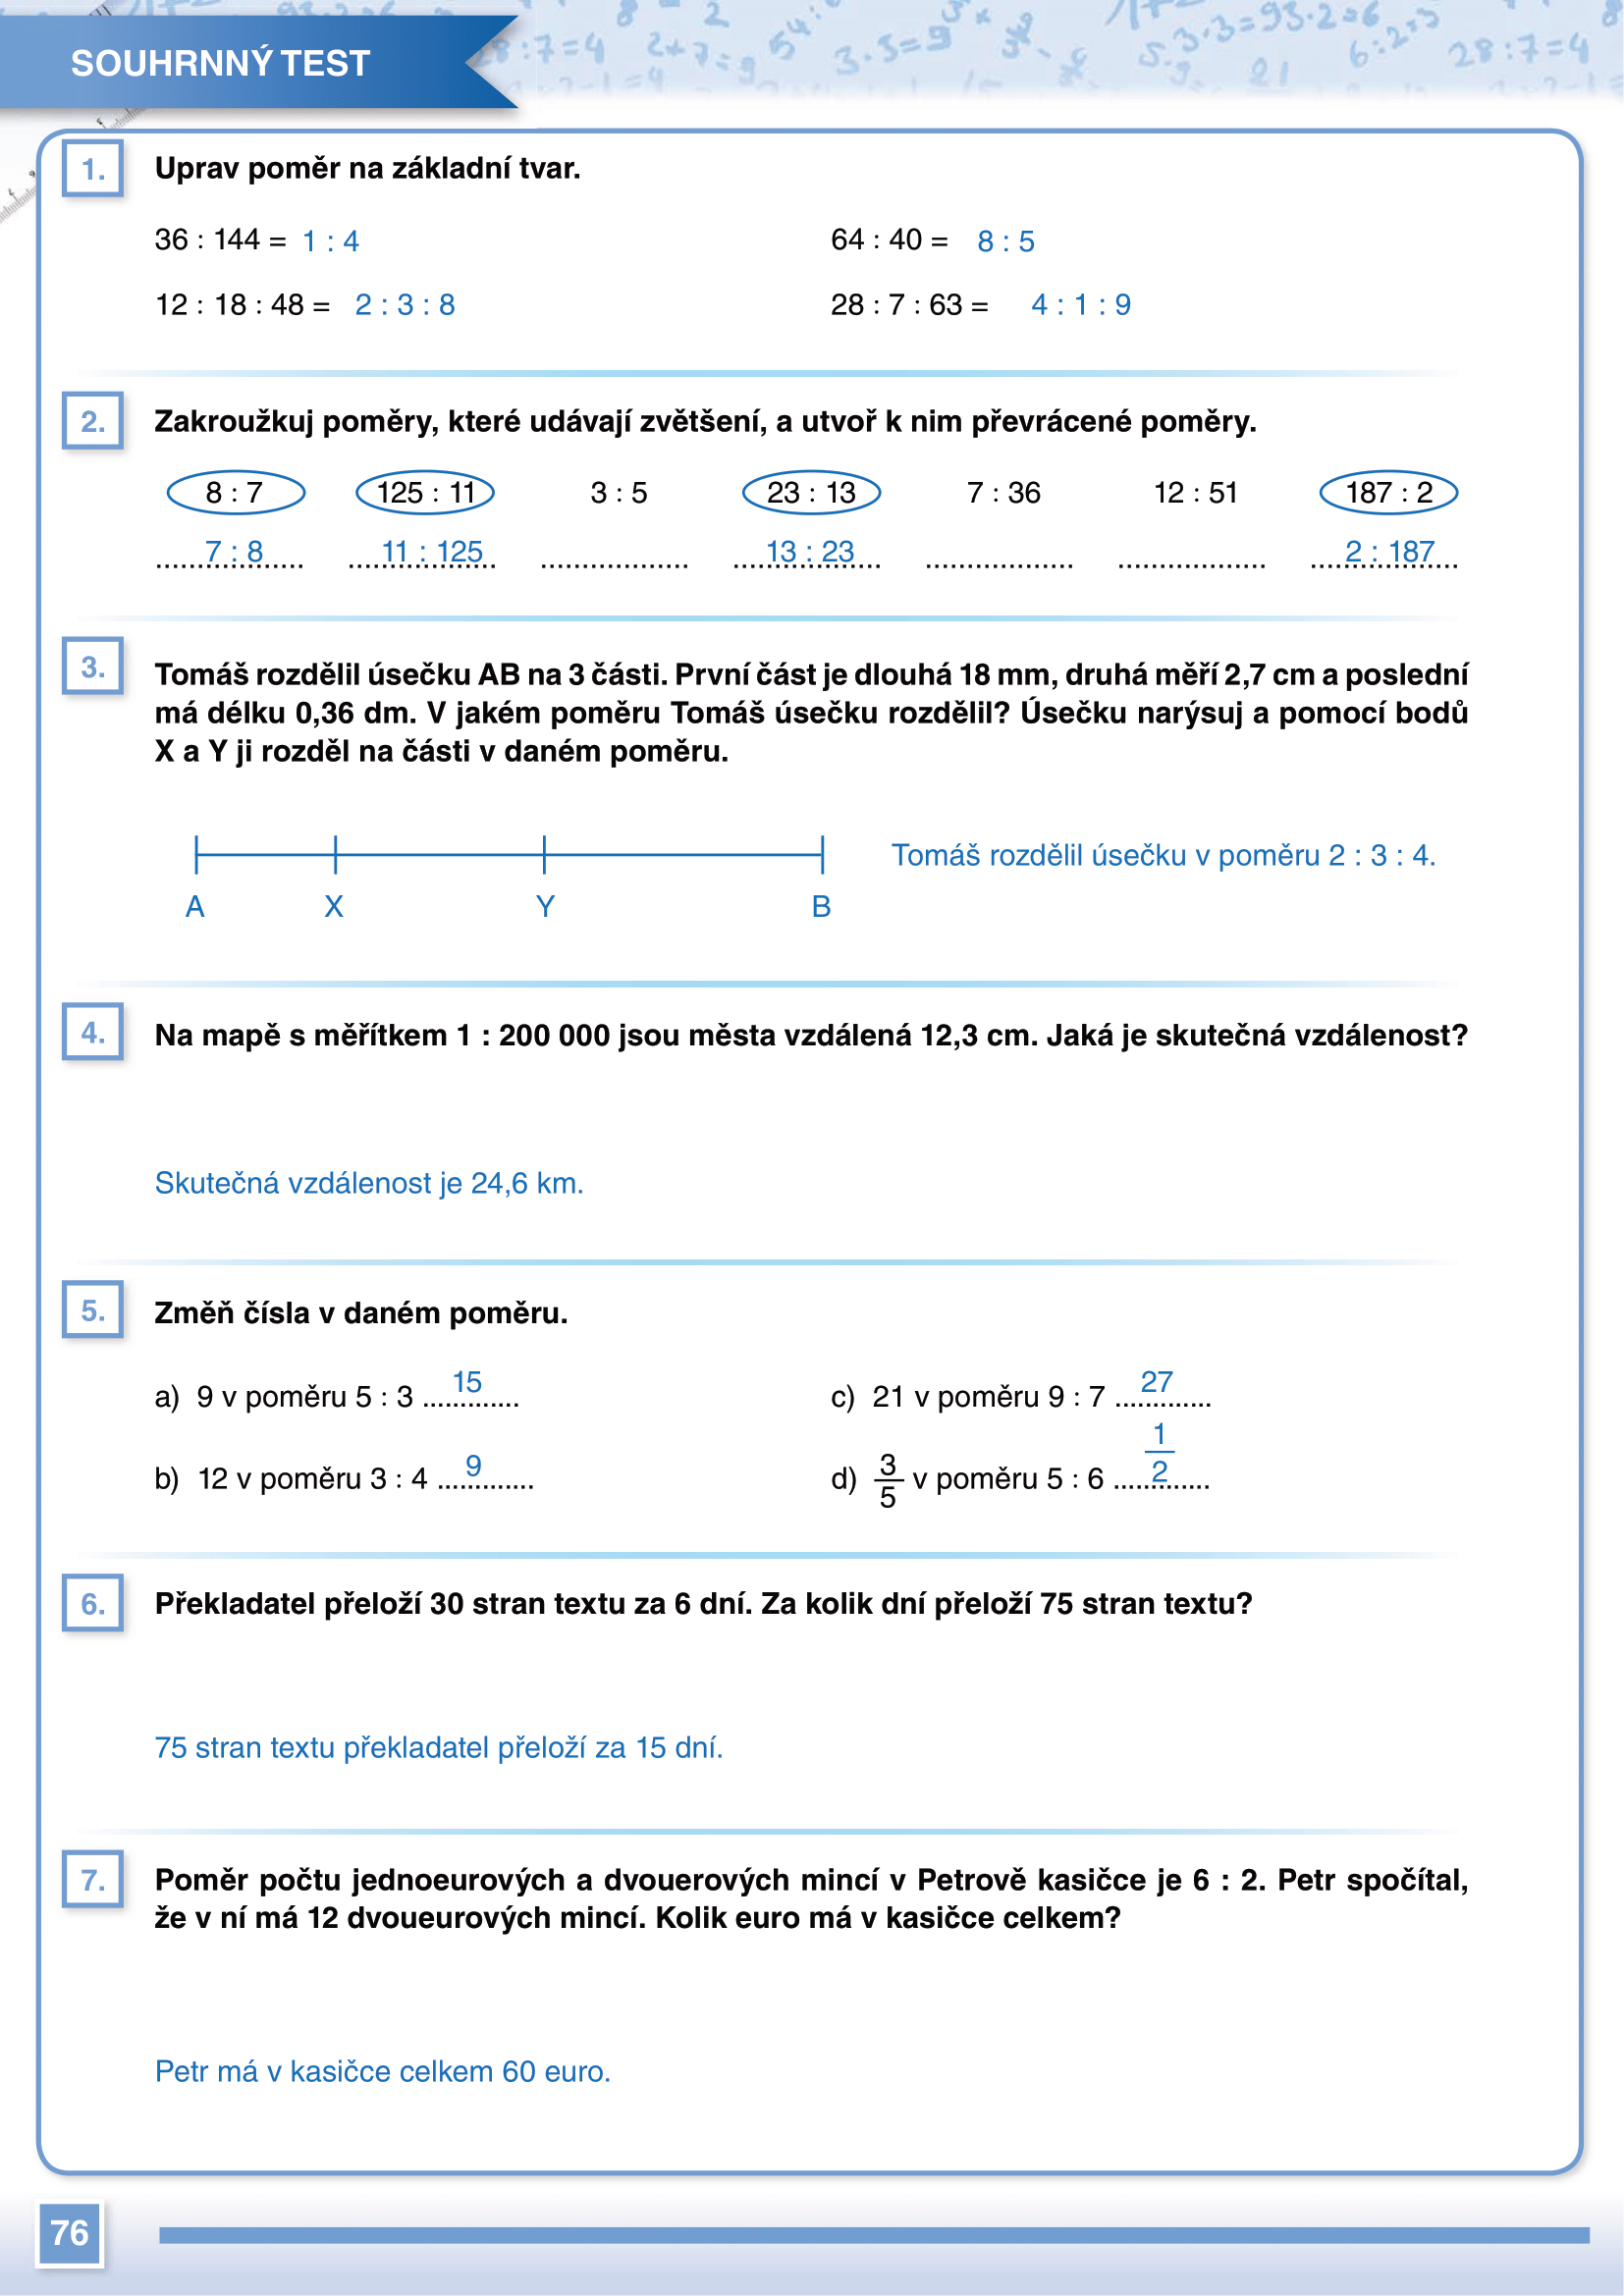 SOUHRNNÝ TEST
1.
Uprav poměr na základní tvar.
36 : 144 = 1 : 4
64 : 40 = 8 : 5
12 : 18 : 48 = 2 : 3 : 8
28 : 7 : 63 = 4 : 1 : 9
2.
Zakroužkuj poměry, které udávají zvětšení, a utvoř k nim převrácené poměry.
8 : 7 125 : 11 3 : 5 23 : 13 7 : 36 12 : 51 187 : 2
7 : 8 11 : 125 ................. 13 : 23 ................. ................. 2 : 187
3.
Tomáš rozdělil úsečku AB na 3 části. První část je dlouhá 18 mm, druhá měří 2,7 cm a poslední
má délku 0,36 dm. V jakém poměru Tomáš úsečku rozdělil? Úsečku narýsuj a pomocí bodů
X a Y ji rozděl na části v daném poměru.
Tomáš rozdělil úsečku v poměru 2 : 3 : 4.
A X Y B
4.
Na mapě s měřítkem 1 : 200 000 jsou města vzdálená 12,3 cm. Jaká je skutečná vzdálenost?
Skutečná vzdálenost je 24,6 km.
5.
Změň čísla v daném poměru.
a) 9 v poměru 5 : 3 15
c) 21 v poměru 9 : 7 27
b) 12 v poměru 3 : 4 9
d) 3/5 v poměru 5 : 6 1/2
6.
Překladatel přeloží 30 stran textu za 6 dní. Za kolik dní přeloží 75 stran textu?
75 stran textu překladatel přeloží za 15 dní.
7.
Poměr počtu jednoeurových a dvouerových mincí v Petrově kasičce je 6 : 2. Petr spočítal,
že v ní má 12 dvoueurových mincí. Kolik euro má v kasičce celkem?
Petr má v kasičce celkem 60 euro.
76